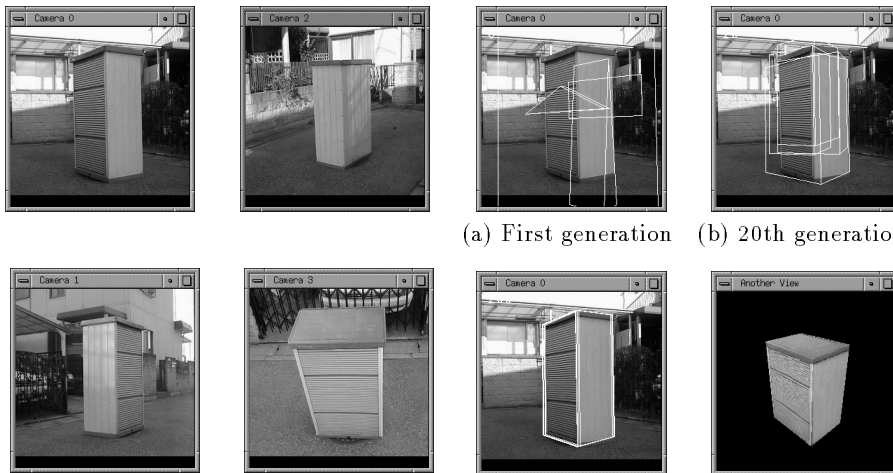 Camera 0
Camera 2
Camera 0
Camera 0
(a) First generation
(b) 20th generatio
Camera 1
Camera 3
Camera 0
Another View